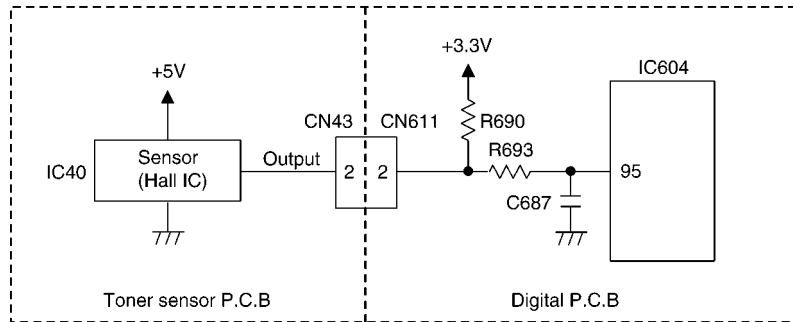 +5V
IC40
Sensor
(Hall IC)
Output
CN43
CN611
2
2
+3.3V
R690
R693
C687
IC604
95
Toner sensor P.C.B
Digital P.C.B